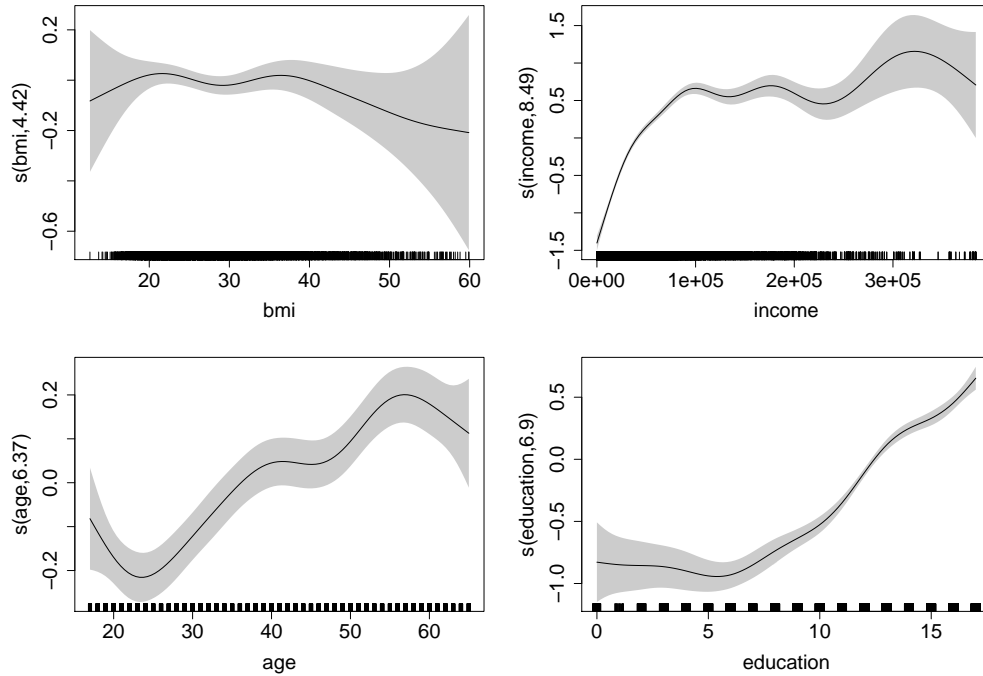 0.2
-0.2
-0.6
s(bmi,4.42)
20 30 40 50 60
bmi
1.5
0.5
-0.5
-1.5
s(income,8.49)
0e+00 1e+05 2e+05 3e+05
income
0.2
0.0
-0.2
s(age,6.37)
20 30 40 50 60
age
0.5
0.0
-0.5
-1.0
s(education,6.9)
0 5 10 15
education